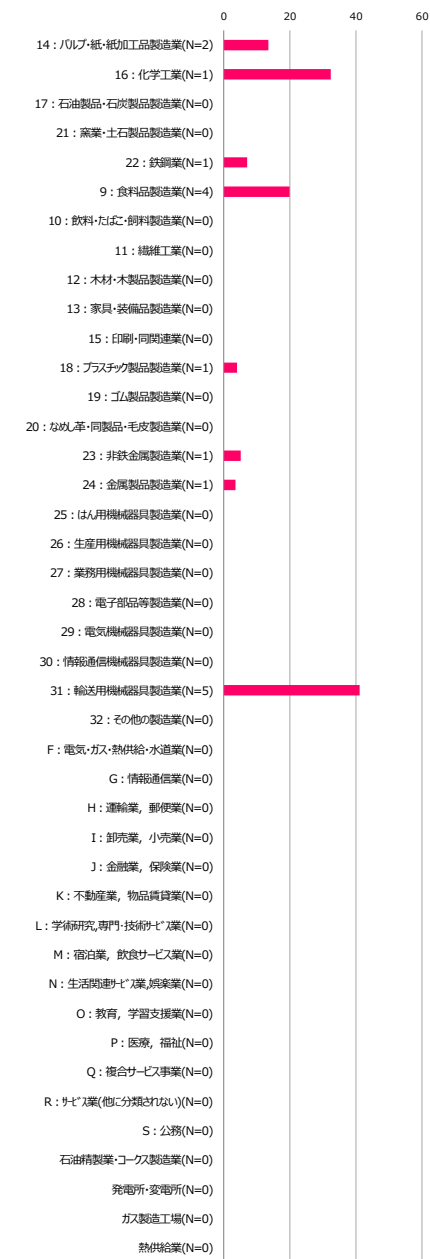 0 20 40 60
14：パルプ・紙・紙加工品製造業(N=2)
16：化学工業(N=1)
17：石油製品・石炭製品製造業(N=0)
21：窯業・土石製品製造業(N=0)
22：鉄鋼業(N=1)
9：食料品製造業(N=4)
10：飲料・たばこ・飼料製造業(N=0)
11：繊維工業(N=0)
12：木材・木製品製造業(N=0)
13：家具・装備品製造業(N=0)
15：印刷・同関連業(N=0)
18：プラスチック製品製造業(N=1)
19：ゴム製品製造業(N=0)
20：なめし革・同製品・毛皮製造業(N=0)
23：非鉄金属製造業(N=1)
24：金属製品製造業(N=1)
25：はん用機械器具製造業(N=0)
26：生産用機械器具製造業(N=0)
27：業務用機械器具製造業(N=0)
28：電子部品等製造業(N=0)
29：電気機械器具製造業(N=0)
30：情報通信機械器具製造業(N=0)
31：輸送用機械器具製造業(N=5)
32：その他の製造業(N=0)
F：電気・ガス・熱供給・水道業(N=0)
G：情報通信業(N=0)
H：運輸業，郵便業(N=0)
I：卸売業，小売業(N=0)
J：金融業，保険業(N=0)
K：不動産業，物品賃貸業(N=0)
L：学術研究,専門・技術ｻｰﾋﾞｽ業(N=0)
M：宿泊業，飲食サービス業(N=0)
N：生活関連ｻｰﾋﾞｽ業,娯楽業(N=0)
O：教育，学習支援業(N=0)
P：医療，福祉(N=0)
Q：複合サービス事業(N=0)
R：ｻｰﾋﾞｽ業(他に分類されない)(N=0)
S：公務(N=0)
石油精製業・コークス製造業(N=0)
発電所・変電所(N=0)
ガス製造工場(N=0)
熱供給業(N=0)